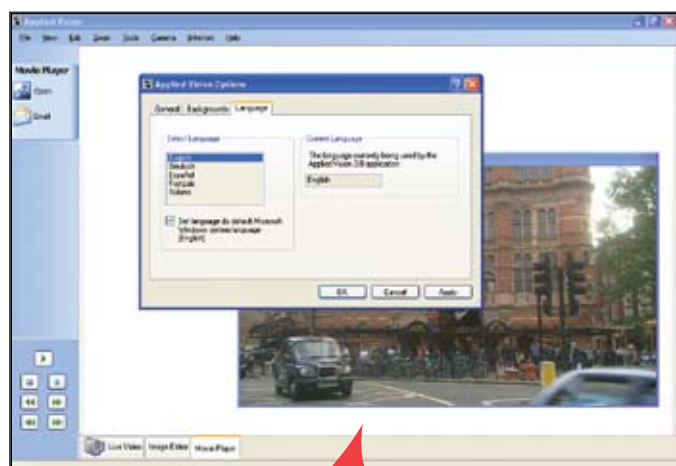 Applied Vision
File View Edit Zoom Tools Camera Internet Help
Movie Player
Open
Email
Applied Vision Options
General Backgrounds Language
Select Language
English
Deutsch
Español
Français
Italiano
Set language to default Microsoft
Windows
language
(English)
Current Language
The language currently being used by the
Applied Vision 3.0 application
English
OK Cancel Apply
Live Video Image Editor Movie Player